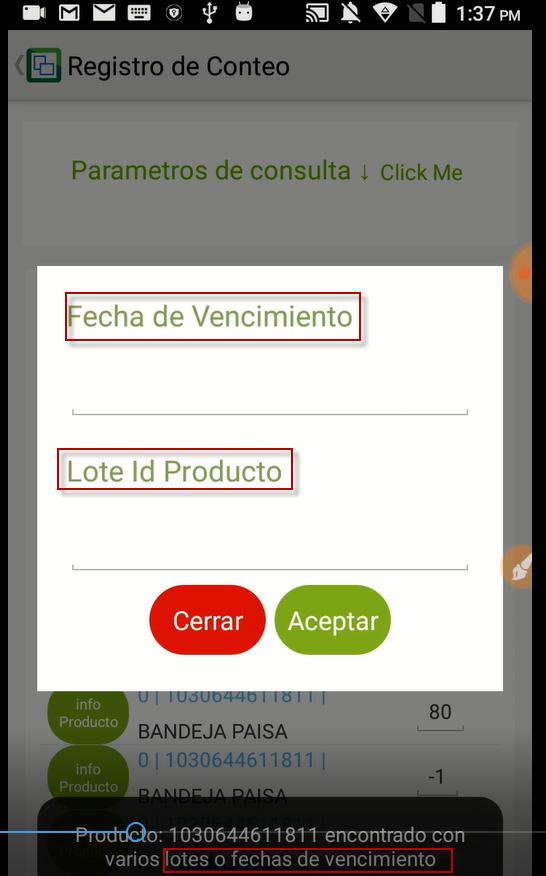 1:37 PM
Registro de Conteo
Parametros de consulta ↓ Click Me
Fecha de Vencimiento
Lote Id Producto
Cerrar Aceptar
0 | 1030644611811 |
info
Producto
BANDEJA PAISA
80
0 | 1030644611811 |
info
Producto
BANDEJA PAISA
-1
Producto: 1030644611811 encontrado con
varios lotes o fechas de vencimiento